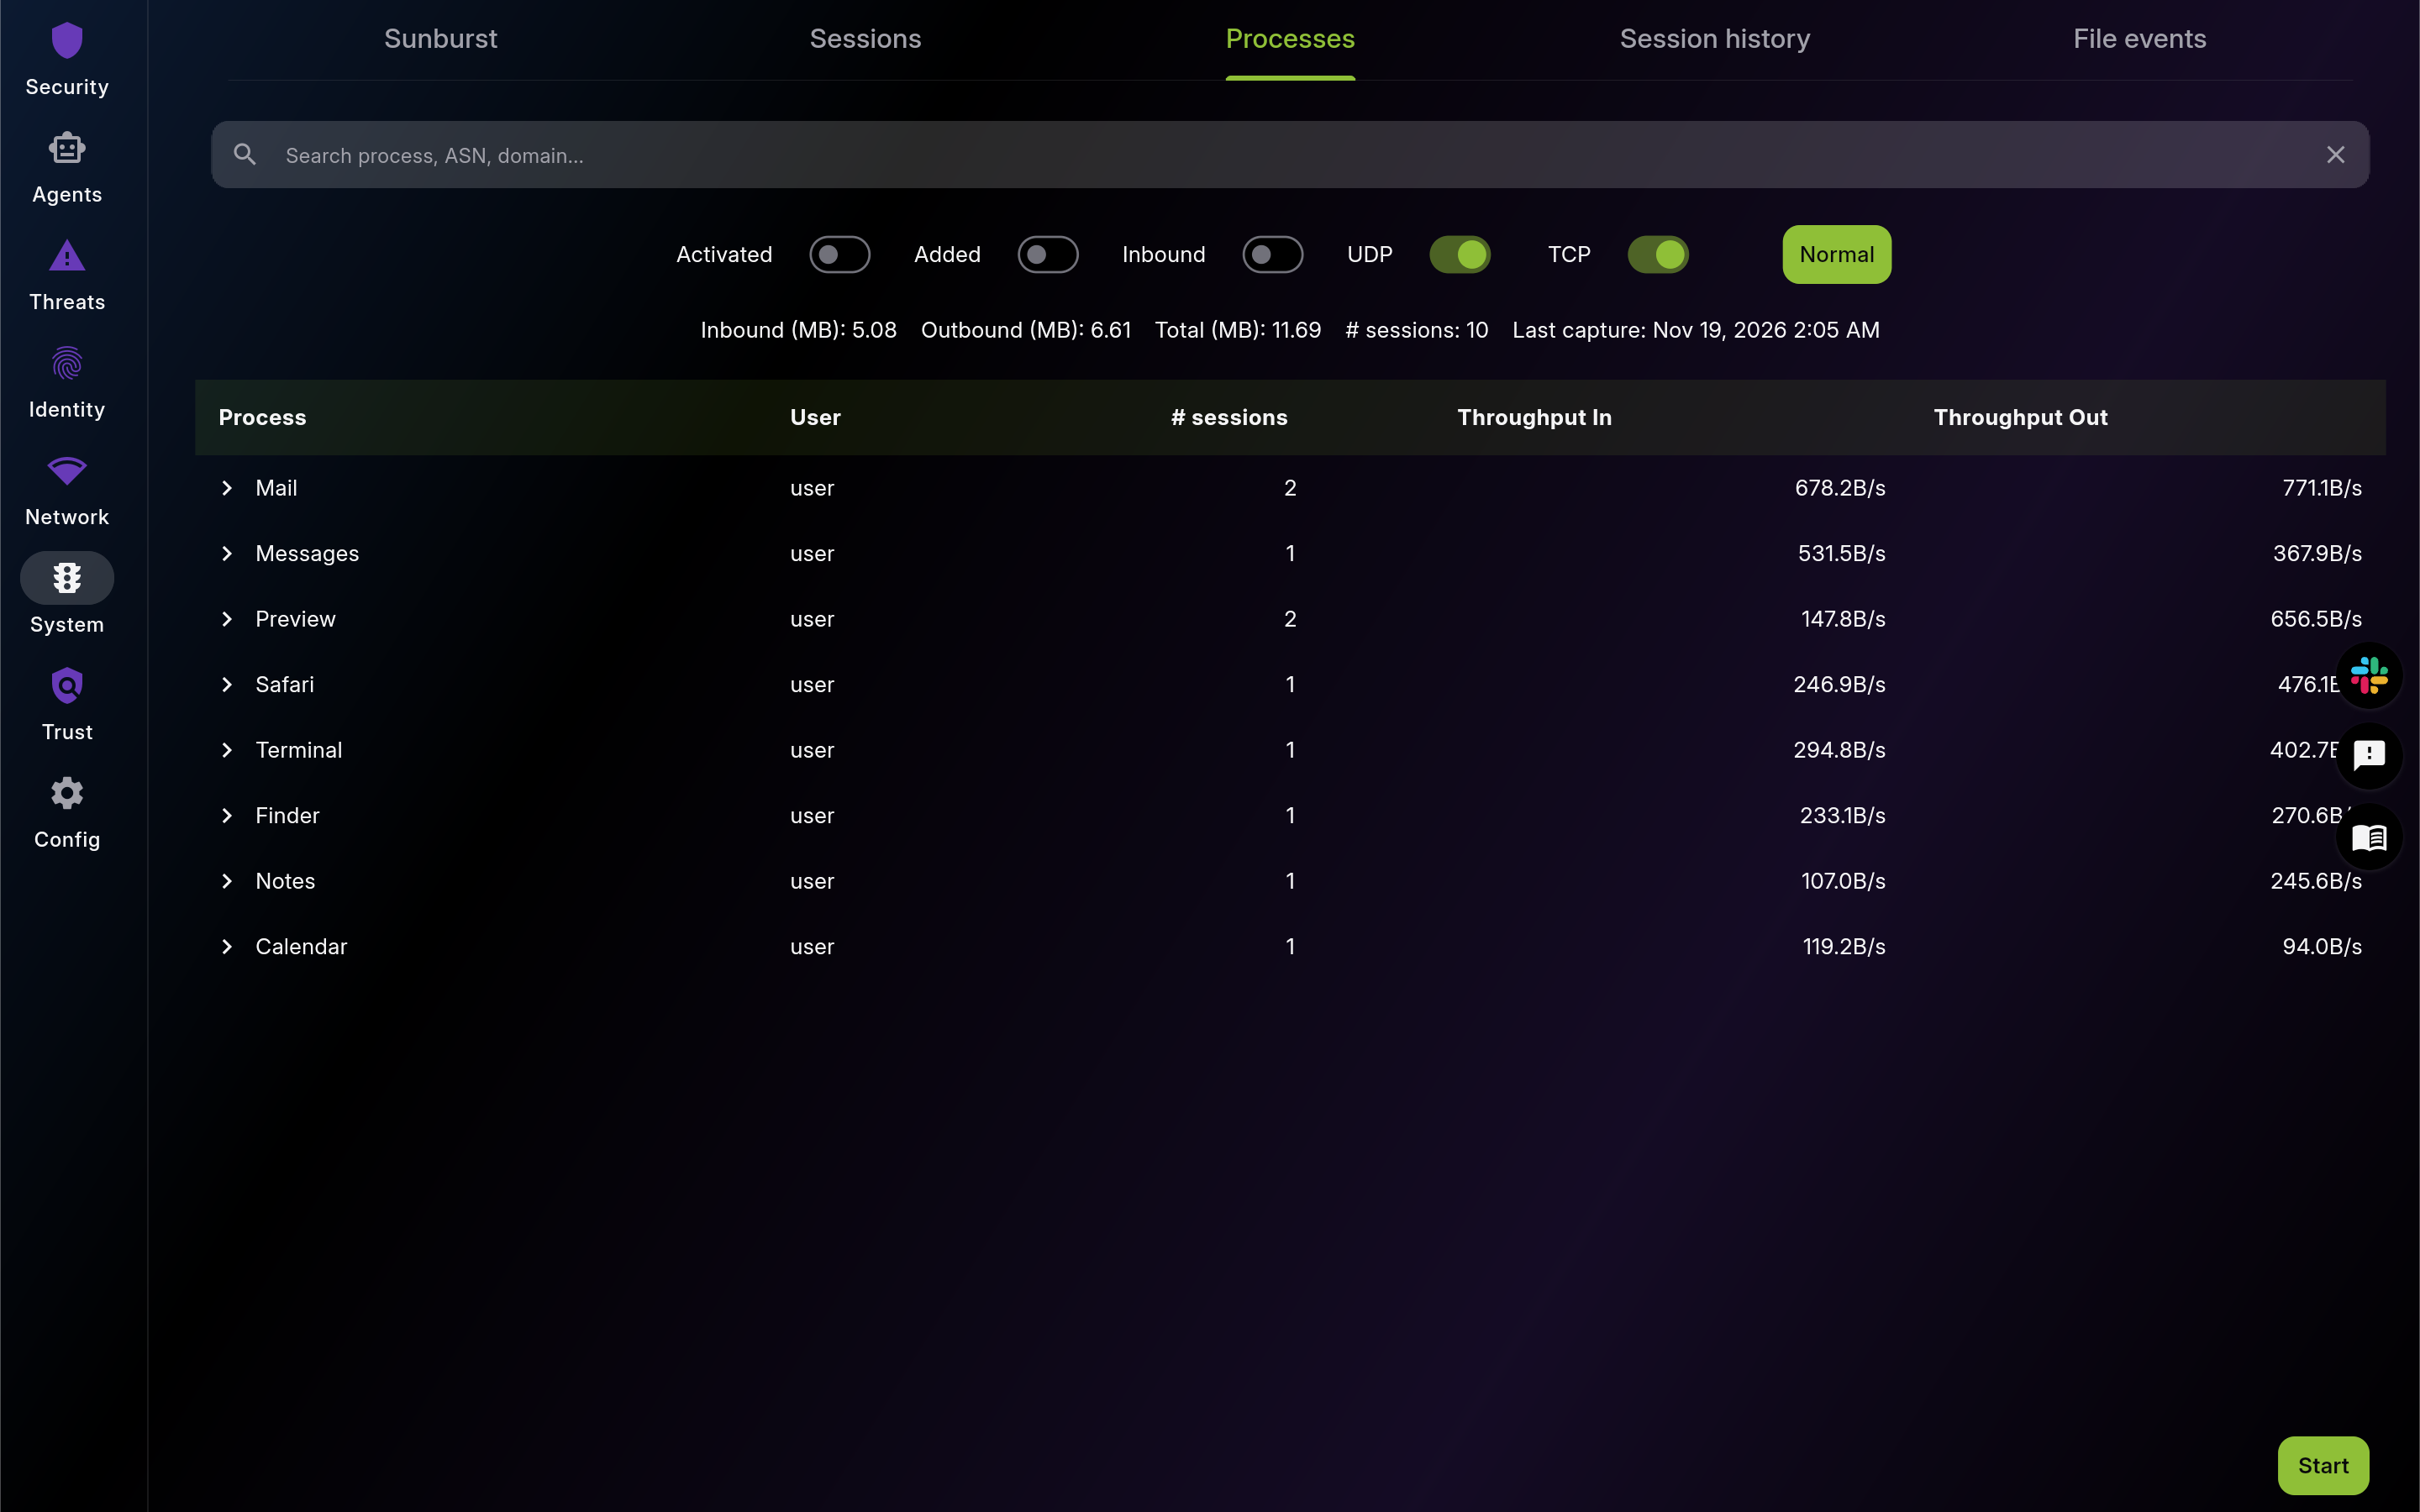 Sunburst Sessions Processes Session history File events
Security
Agents
Threats
Identity
Network
System
Trust
Config
Search process, ASN, domain...
Activated Added Inbound UDP TCP Normal
Inbound (MB): 5.08 Outbound (MB): 6.61 Total (MB): 11.69 # sessions: 10 Last capture: Nov 19, 2026 2:05 AM
Process User # sessions Throughput In Throughput Out
Mail user 2 678.2B/s 771.1B/s
Messages user 1 531.5B/s 367.9B/s
Preview user 2 147.8B/s 656.5B/s
Safari user 1 246.9B/s
Terminal user 1 294.8B/s
Finder user 1 233.1B/s
Notes user 1 107.0B/s 245.6B/s
Calendar user 1 119.2B/s 94.0B/s
Start